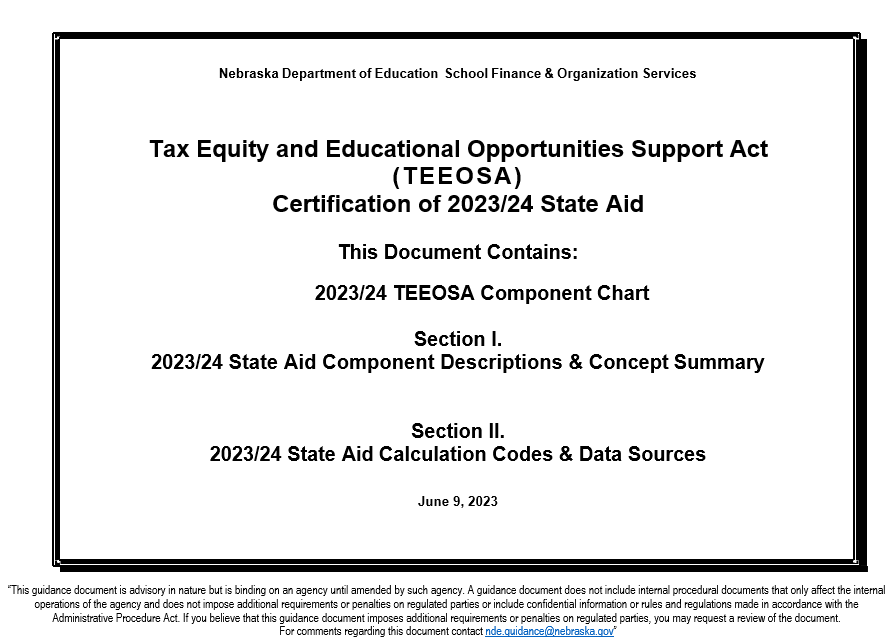 Nebraska Department of Education School Finance & Organization Services
Tax Equity and Educational Opportunities Support Act
(TEEOSA)
Certification of 2023/24 State Aid
This Document Contains:
2023/24 TEEOSA Component Chart
Section I.
2023/24 State Aid Component Descriptions & Concept Summary
Section II.
2023/24 State Aid Calculation Codes & Data Sources
June 9, 2023
"This guidance document is advisory in nature but is binding on an agency until amended by such agency. A guidance document does not include internal procedural documents that only affect the internal
operations of the agency and does not impose additional requirements or penalties on regulated parties or include confidential information or rules and regulations made in accordance with the
Administrative Procedure Act. If you believe that this guidance document imposes additional requirements or penalties on regulated parties, you may request a review of the document.
For comments regarding this document contact nde.guidance@nebraska.gov"